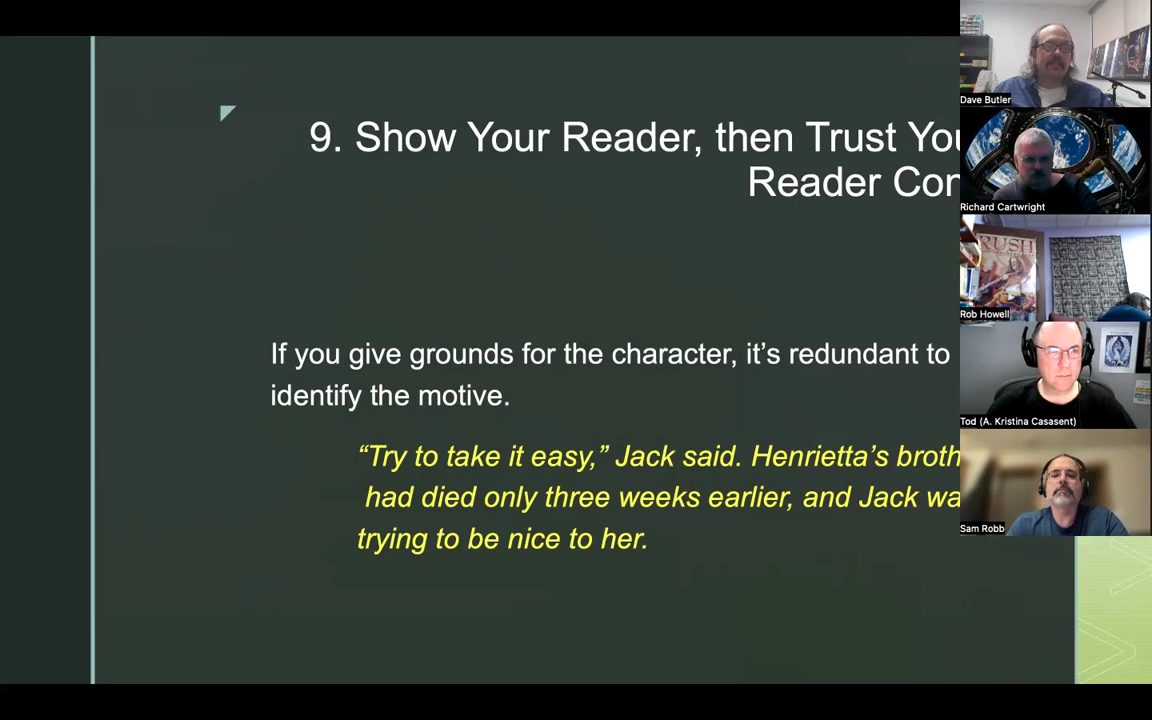 9. Show Your Reader, then Trust You
Reader Con
If you give grounds for the character, it’s redundant to
identify the motive.
“Try to take it easy,” Jack said. Henrietta’s broth
had died only three weeks earlier, and Jack wa
trying to be nice to her.
Dave Butler
Richard Cartwright
RUSH
Rob Howell
Tod (A. Kristina Casasent)
Sam Robb